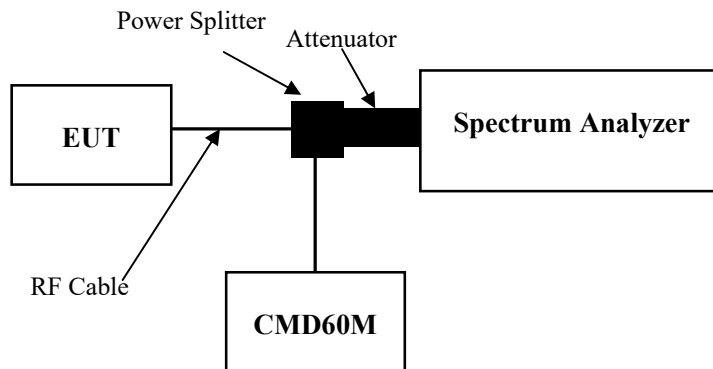 Power Splitter
Attenuator
EUT
Spectrum Analyzer
RF Cable
CMD60M